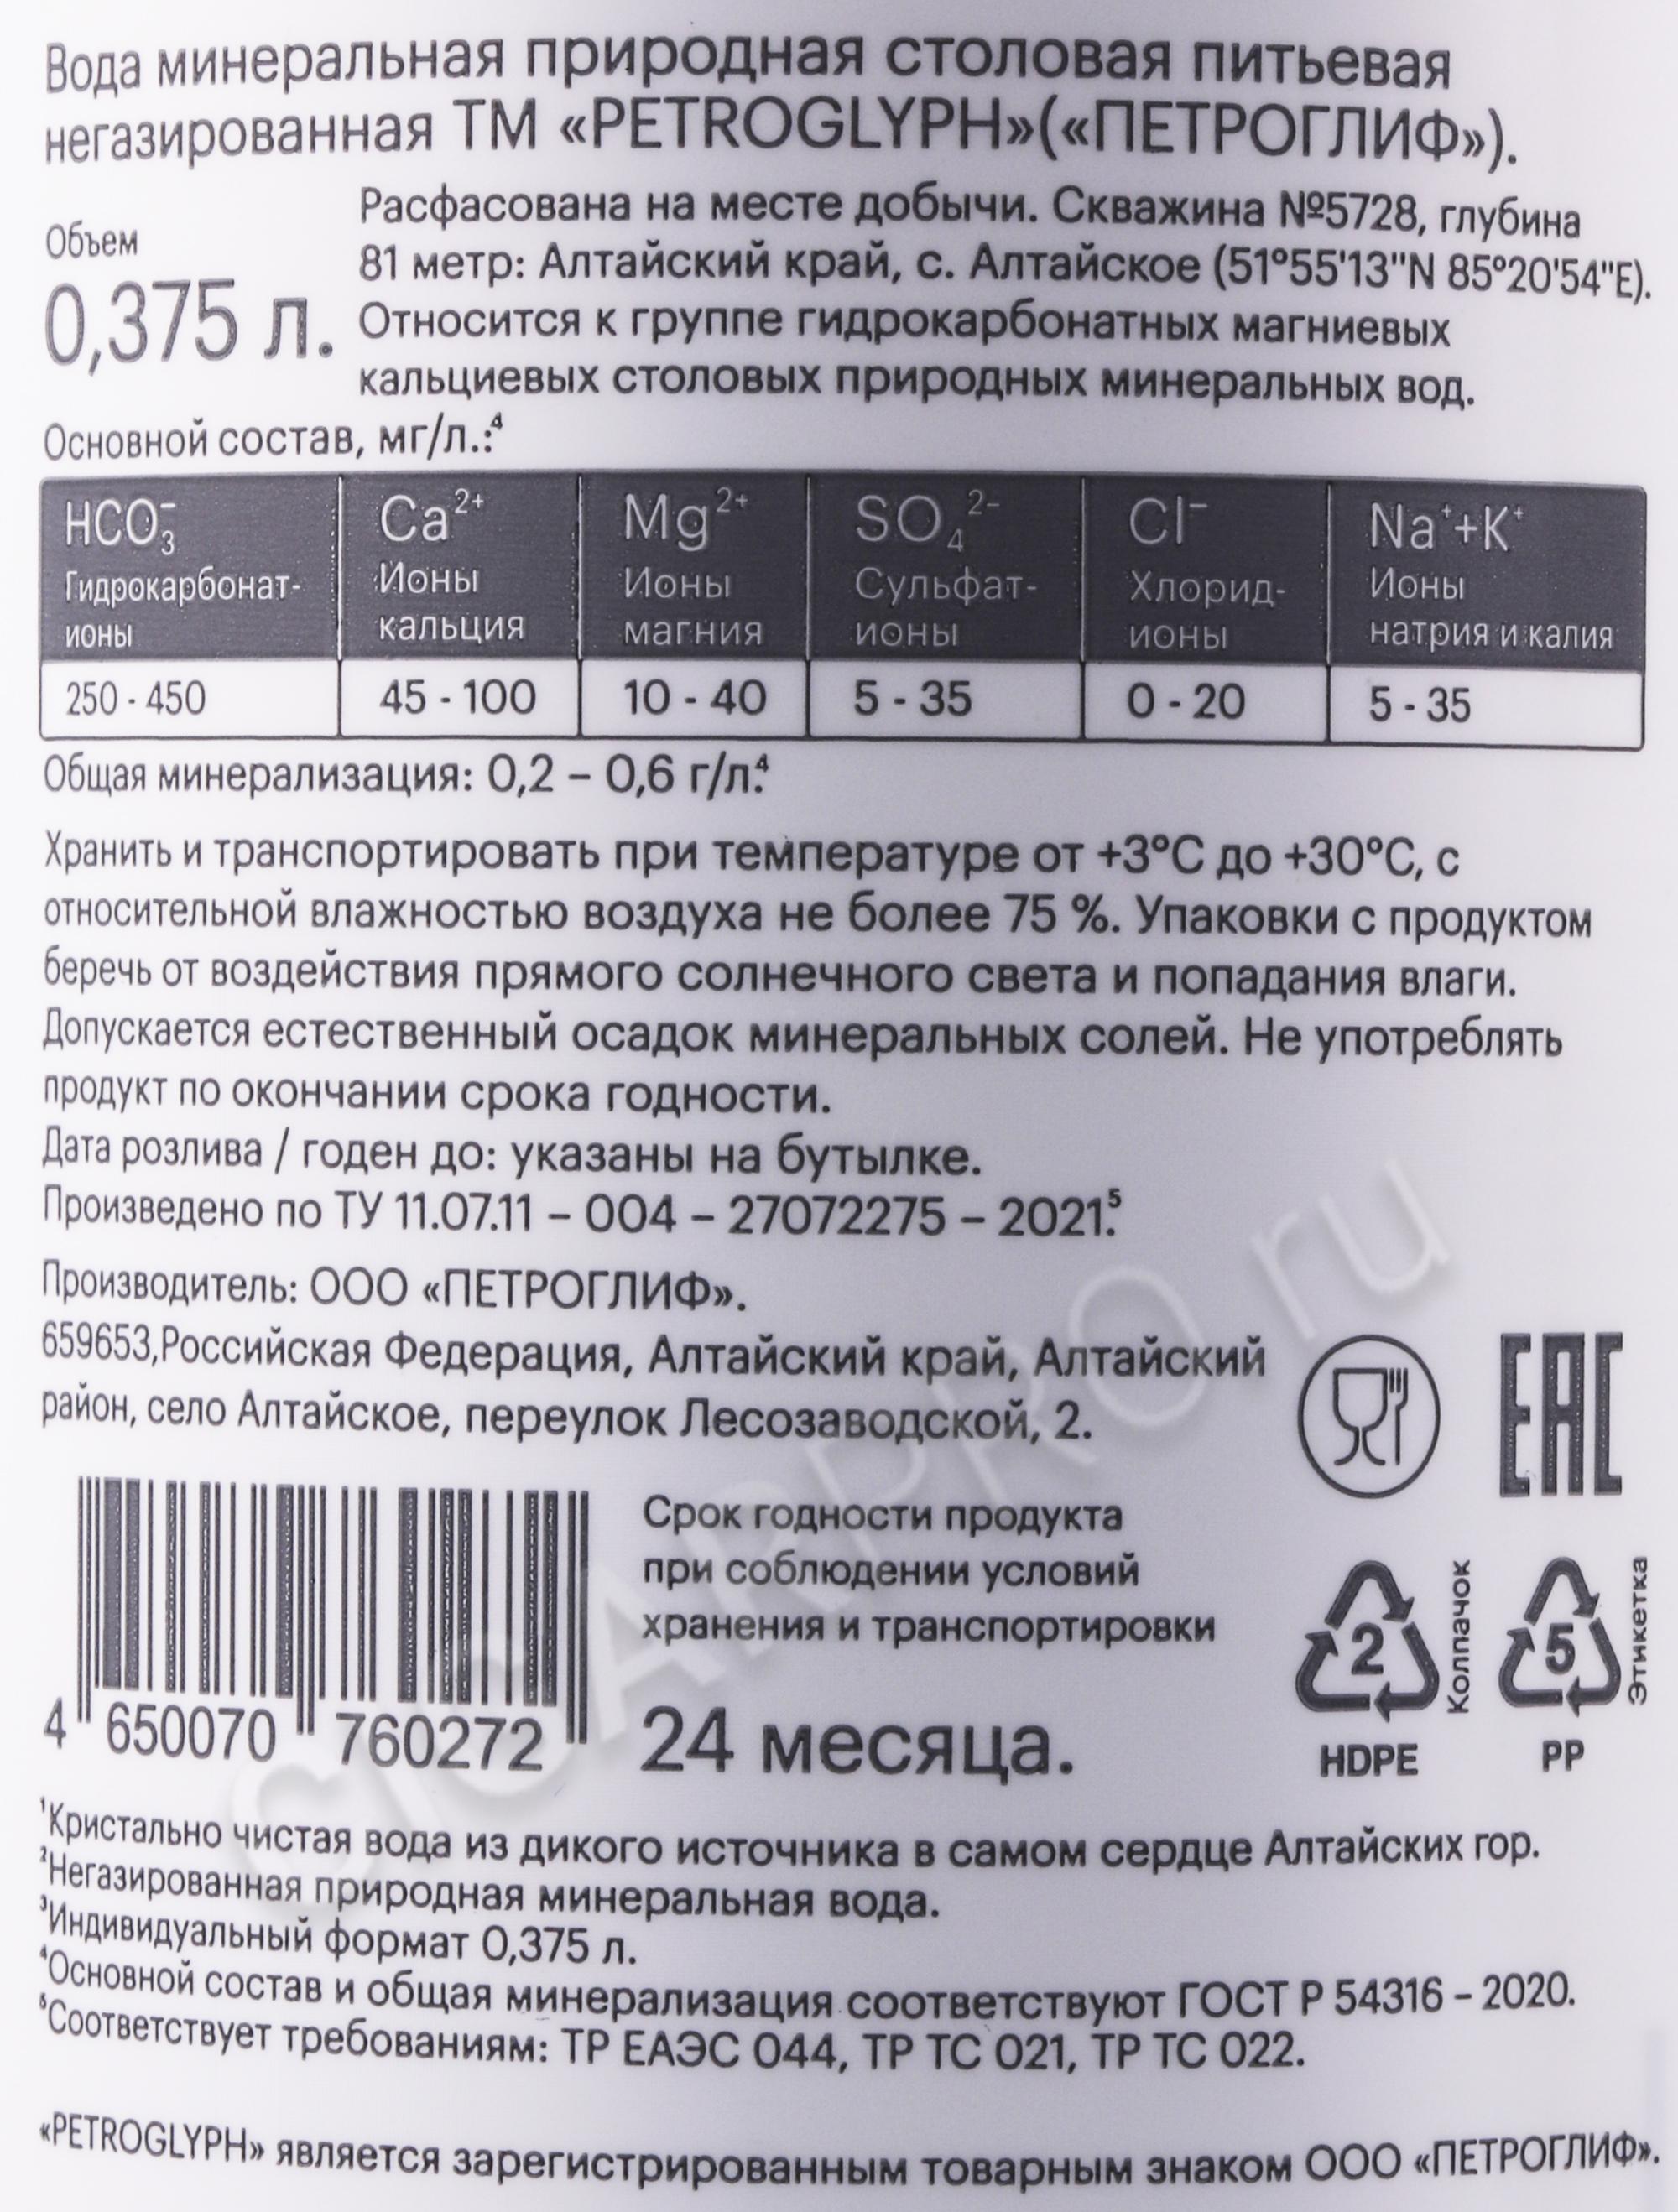 Вода минеральная природная столовая питьевая
негазированная ТМ «PETROGLYPH»(«ПЕТРОГЛИФ»).
Объем
0,375 л.
Расфасована на месте добычи. Скважина №5728, глубина
81 метр: Алтайский край, с. Алтайское (51°55'13"N 85°20'54"E).
Относится к группе гидрокарбонатных магниевых
кальциевых столовых природных минеральных вод.
Основной состав, мг/л.:⁴
HCO₃⁻ Ca²⁺ Mg²⁺ SO₄²⁻ Cl⁻ Na⁺+K⁺
Гидрокарбонат- Ионы Ионы Сульфат- Хлорид- Ионы
ионы кальция магния ионы ионы натрия и калия
250 - 450 45 - 100 10 - 40 5 - 35 0 - 20 5 - 35
Общая минерализация: 0,2 – 0,6 г/л.⁴
Хранить и транспортировать при температуре от +3°C до +30°C, с
относительной влажностью воздуха не более 75 %. Упаковки с продуктом
беречь от воздействия прямого солнечного света и попадания влаги.
Допускается естественный осадок минеральных солей. Не употреблять
продукт по окончании срока годности.
Дата розлива / годен до: указаны на бутылке.
Произведено по ТУ 11.07.11 – 004 – 27072275 – 2021.⁵
Производитель: ООО «ПЕТРОГЛИФ».
659653,Российская Федерация, Алтайский край, Алтайский
район, село Алтайское, переулок Лесозаводской, 2.
EAC
Срок годности продукта
при соблюдении условий
хранения и транспортировки
24 месяца.
4 650070 760272
2
Колпачок
HDPE
5
Этикетка
PP
¹Кристально чистая вода из дикого источника в самом сердце Алтайских гор.
²Негазированная природная минеральная вода.
³Индивидуальный формат 0,375 л.
⁴Основной состав и общая минерализация соответствуют ГОСТ Р 54316 – 2020.
⁵Соответствует требованиям: ТР ЕАЭС 044, ТР ТС 021, ТР ТС 022.
«PETROGLYPH» является зарегистрированным товарным знаком ООО «ПЕТРОГЛИФ».
CIGARPRO.ru